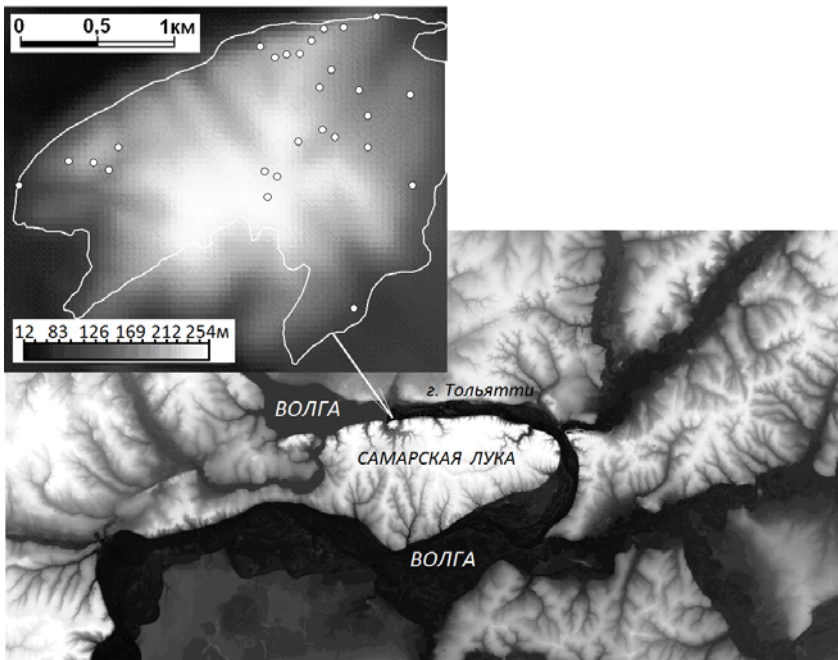 0 0,5 1км
12 83 126 169 212 254м
г. Тольятти
ВОЛГА
САМАРСКАЯ ЛУКА
ВОЛГА